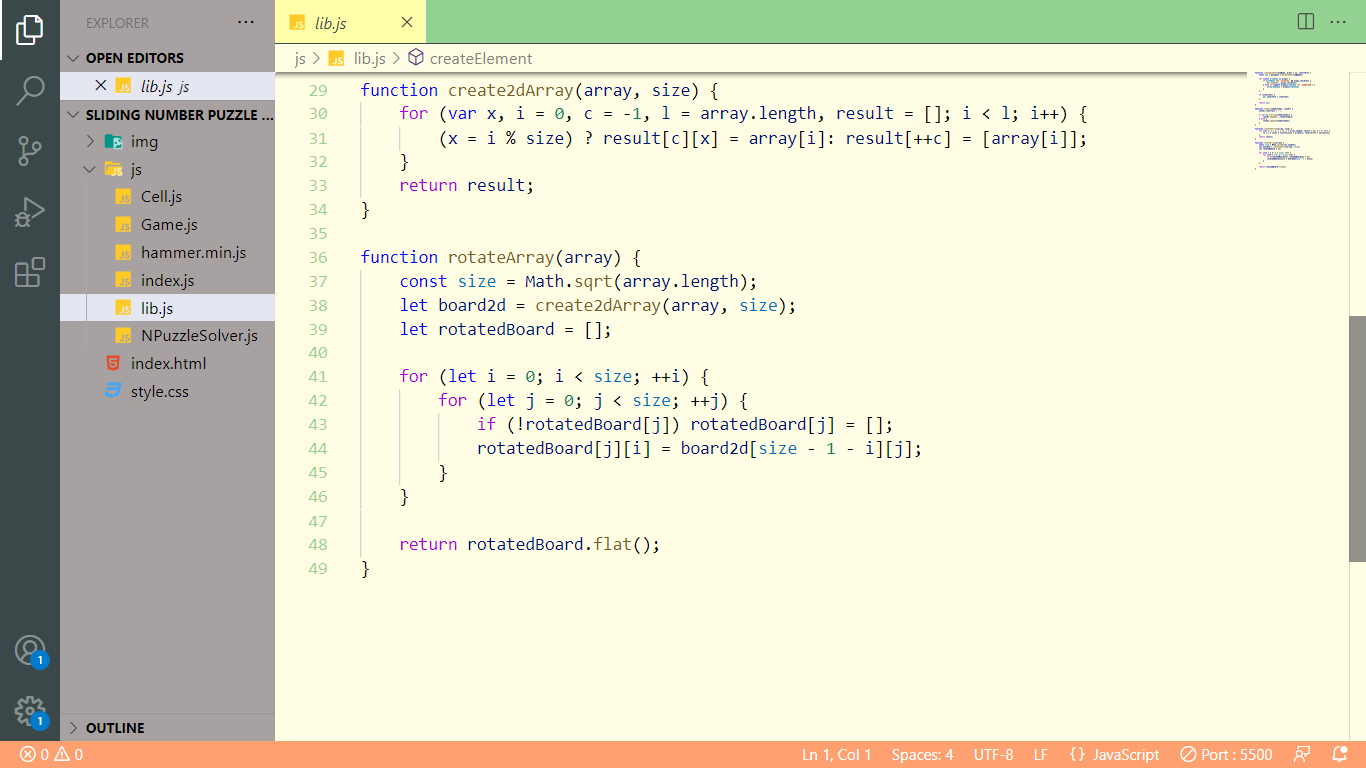 EXPLORER
OPEN EDITORS
lib.js js
SLIDING NUMBER PUZZLE ...
img
js
Cell.js
Game.js
hammer.min.js
index.js
lib.js
NPuzzleSolver.js
index.html
style.css
OUTLINE
1
1
lib.js
js > lib.js > createElement
29 function create2dArray(array, size) {
30 for (var x, i = 0, c = -1, l = array.length, result = []; i < l; i++) {
31 (x = i % size) ? result[c][x] = array[i]: result[++c] = [array[i]];
32 }
33 return result;
34 }
35
36 function rotateArray(array) {
37 const size = Math.sqrt(array.length);
38 let board2d = create2dArray(array, size);
39 let rotatedBoard = [];
40
41 for (let i = 0; i < size; ++i) {
42 for (let j = 0; j < size; ++j) {
43 if (!rotatedBoard[j]) rotatedBoard[j] = [];
44 rotatedBoard[j][i] = board2d[size - 1 - i][j];
45 }
46 }
47
48 return rotatedBoard.flat();
49 }
0 0 Ln 1, Col 1 Spaces: 4 UTF-8 LF {} JavaScript Port : 5500